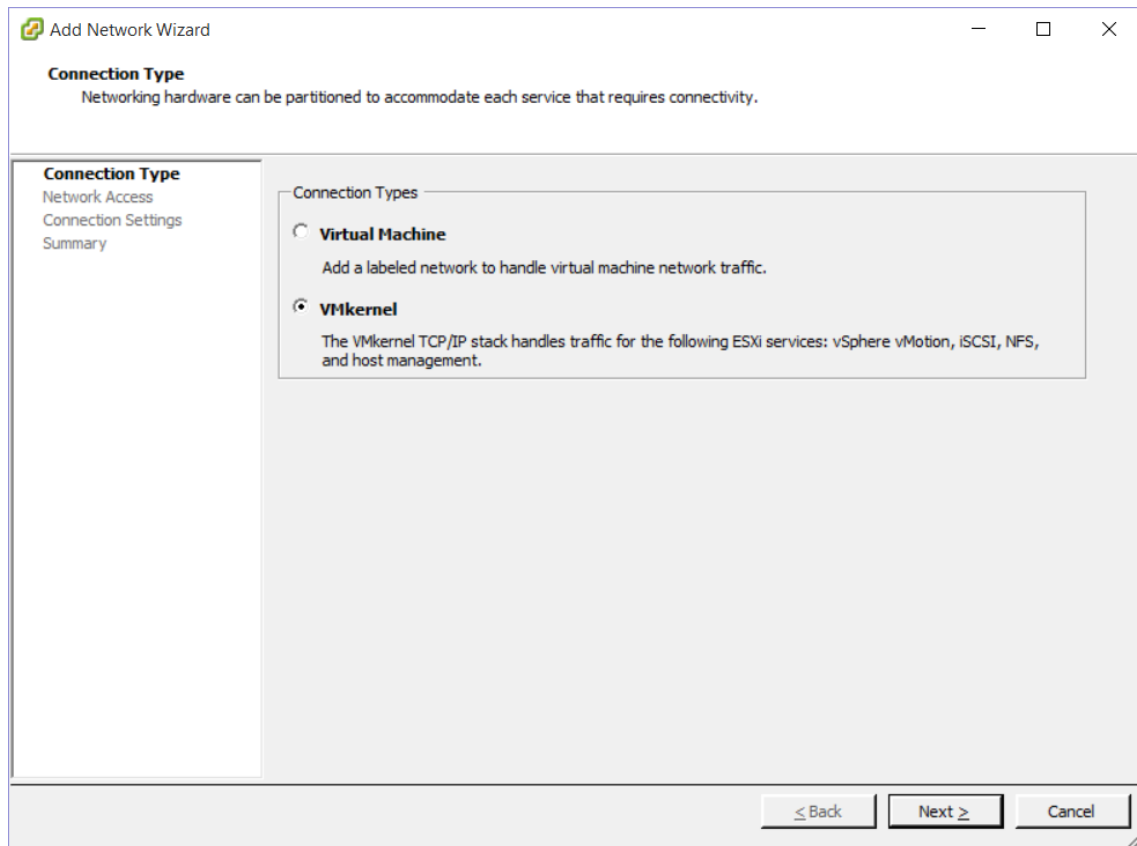 Add Network Wizard
Connection Type
Networking hardware can be partitioned to accommodate each service that requires connectivity.
Connection Type
Network Access
Connection Settings
Summary
Connection Types
Virtual Machine
Add a labeled network to handle virtual machine network traffic.
VMkernel
The VMkernel TCP/IP stack handles traffic for the following ESXi services: vSphere vMotion, iSCSI, NFS,
and host management.
< Back
Next >
Cancel